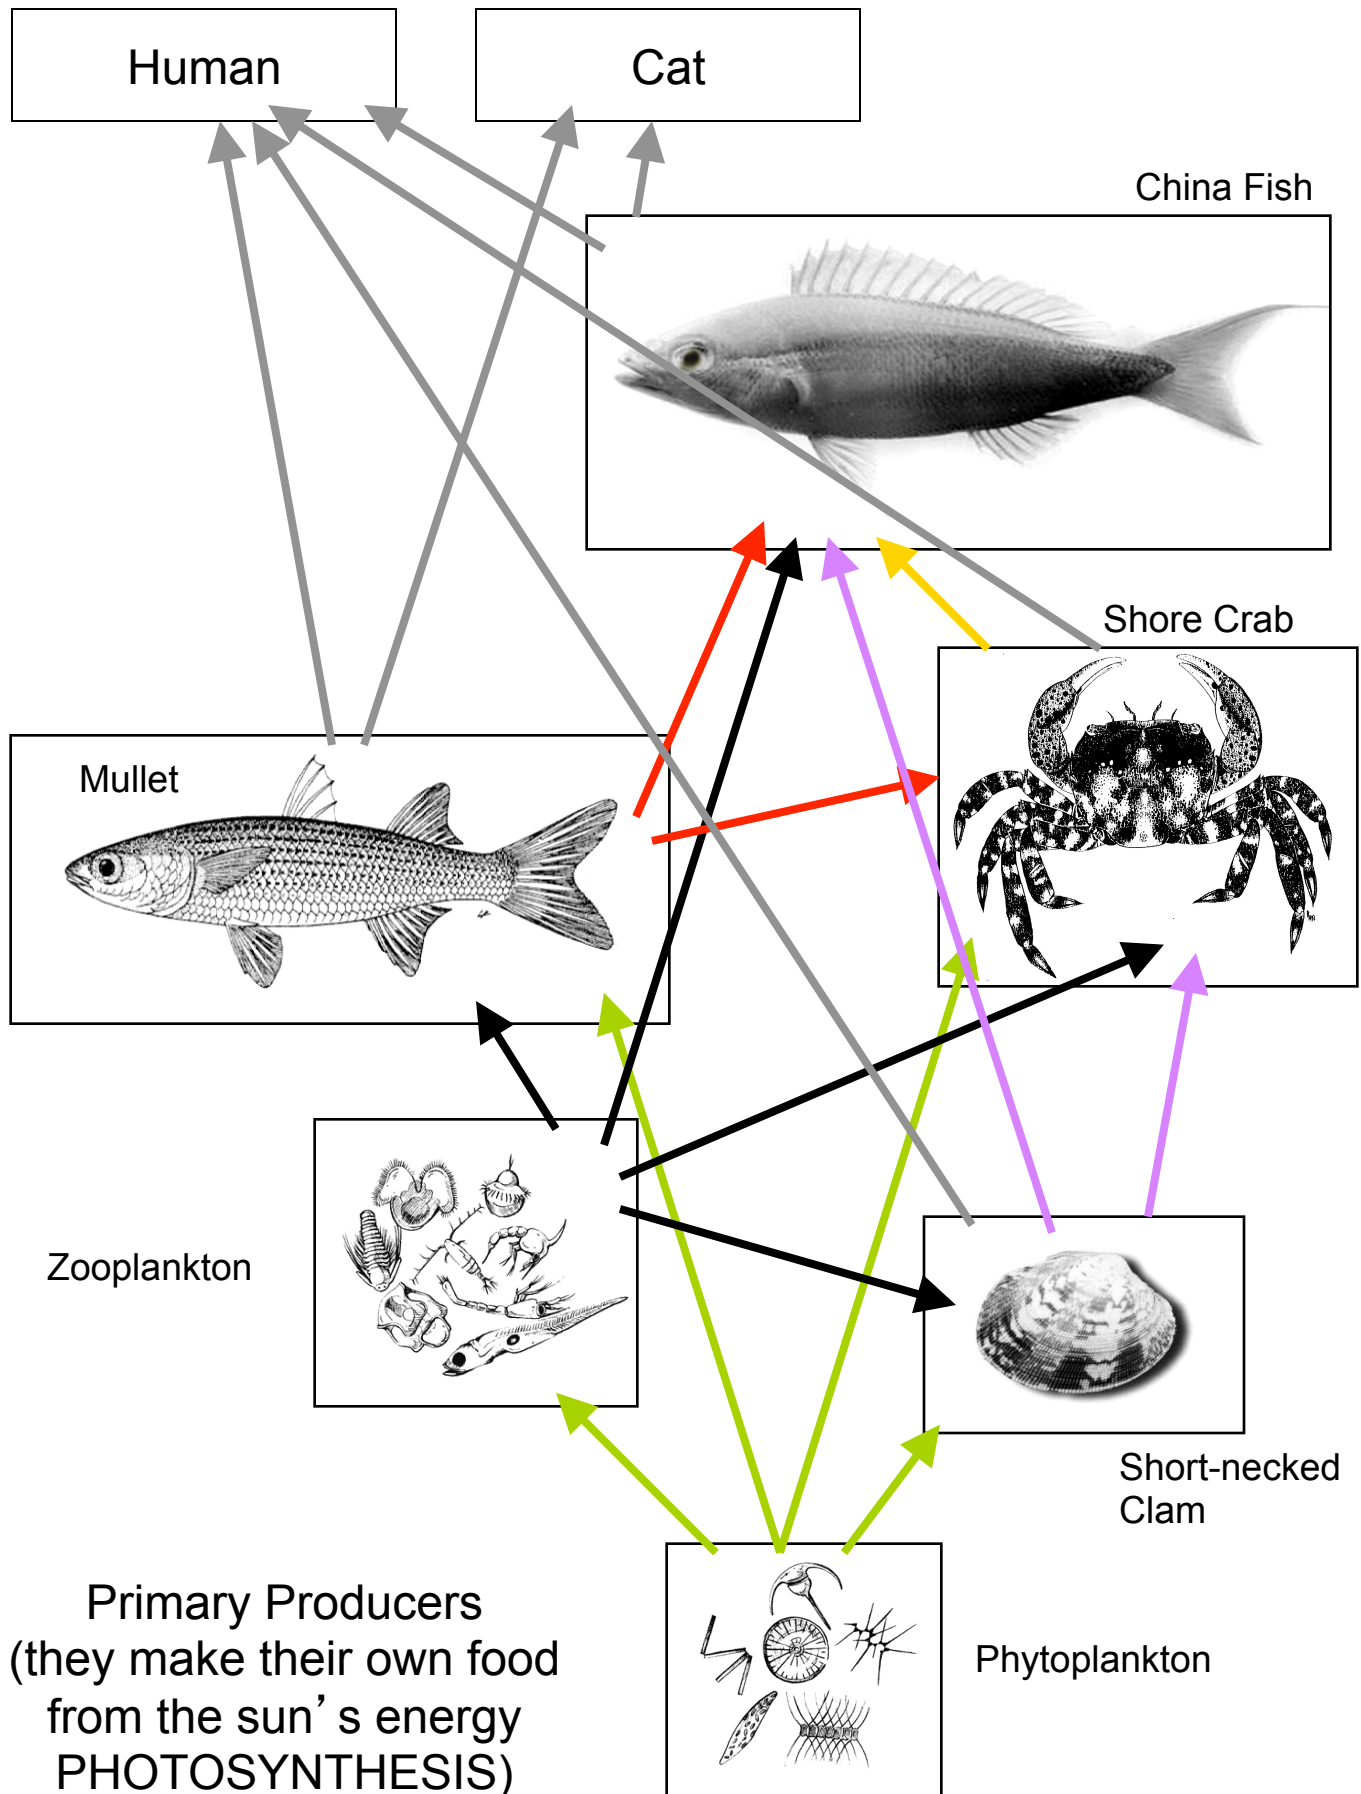 Human
Cat
China Fish
Shore Crab
Mullet
Zooplankton
Short-necked
Clam
Primary Producers
(they make their own food
from the sun’s energy
PHOTOSYNTHESIS)
Phytoplankton